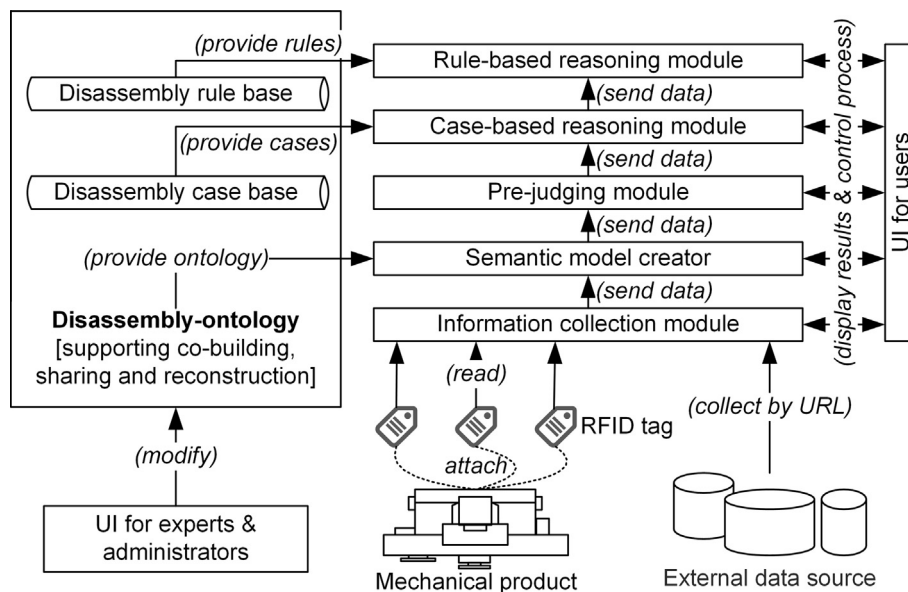 (provide rules)
Disassembly rule base
(provide cases)
Disassembly case base
(provide ontology)
Disassembly-ontology
[supporting co-building,
sharing and reconstruction]
(modify)
UI for experts &
administrators
Rule-based reasoning module
(send data)
Case-based reasoning module
(send data)
Pre-judging module
(send data)
Semantic model creator
(send data)
Information collection module
(read)
RFID tag
attach
Mechanical product
(collect by URL)
External data source
(display results & control process)
UI for users